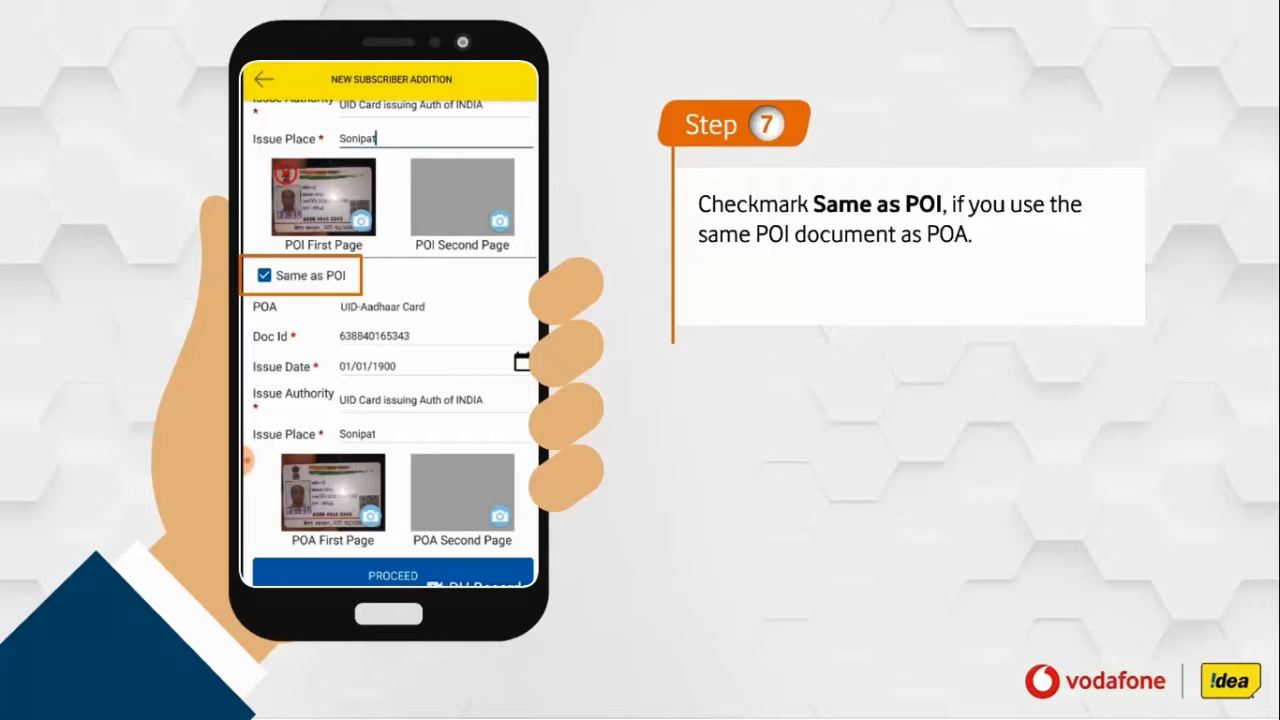 NEW SUBSCRIBER ADDITION
Issue Authority
* UID Card issuing Auth of INDIA
Issue Place * Sonipat
POI First Page POI Second Page
Same as POI
POA UID-Aadhaar Card
Doc Id * 638840165343
Issue Date * 01/01/1900
Issue Authority
* UID Card issuing Auth of INDIA
Issue Place * Sonipat
POA First Page POA Second Page
PROCEED
Step 7
Checkmark Same as POI, if you use the
same POI document as POA.
vodafone
!dea